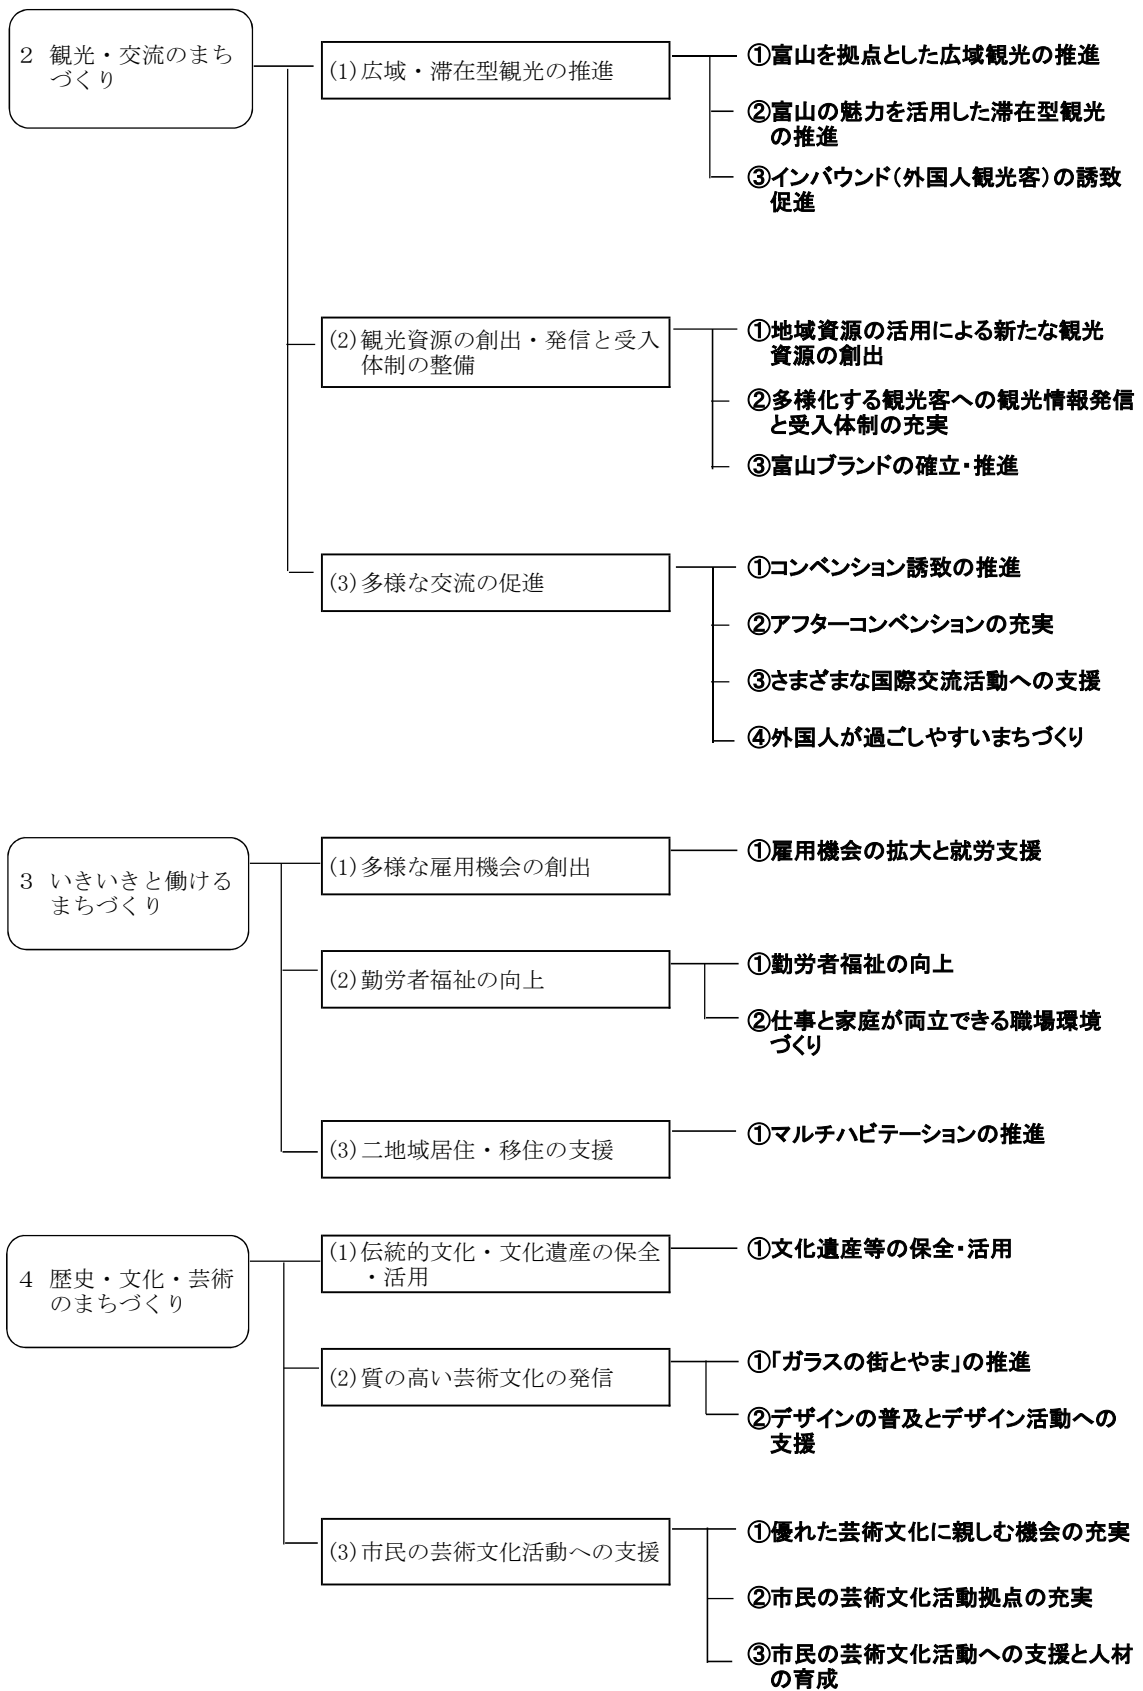 2 観光・交流のまち
づくり
(1)広域・滞在型観光の推進
①富山を拠点とした広域観光の推進
②富山の魅力を活用した滞在型観光
の推進
③インバウンド(外国人観光客)の誘致
促進
(2)観光資源の創出・発信と受入
体制の整備
①地域資源の活用による新たな観光
資源の創出
②多様化する観光客への観光情報発信
と受入体制の充実
③富山ブランドの確立・推進
(3)多様な交流の促進
①コンベンション誘致の推進
②アフターコンベンションの充実
③さまざまな国際交流活動への支援
④外国人が過ごしやすいまちづくり
3 いきいきと働ける
まちづくり
(1)多様な雇用機会の創出
①雇用機会の拡大と就労支援
(2)勤労者福祉の向上
①勤労者福祉の向上
②仕事と家庭が両立できる職場環境
づくり
(3)二地域居住・移住の支援
①マルチハビテーションの推進
4 歴史・文化・芸術
のまちづくり
(1)伝統的文化・文化遺産の保全
・活用
①文化遺産等の保全・活用
(2)質の高い芸術文化の発信
①「ガラスの街とやま」の推進
②デザインの普及とデザイン活動への
支援
(3)市民の芸術文化活動への支援
①優れた芸術文化に親しむ機会の充実
②市民の芸術文化活動拠点の充実
③市民の芸術文化活動への支援と人材
の育成